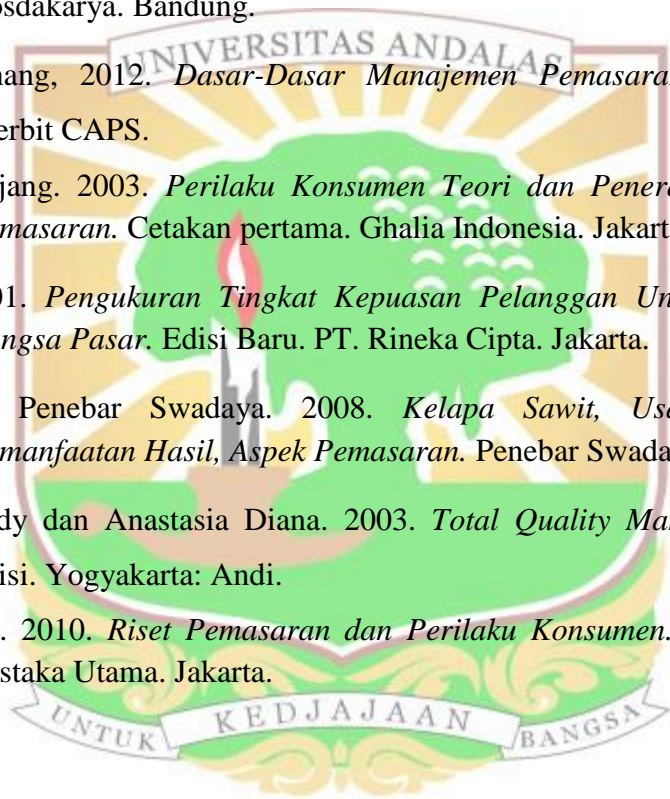 osdakarya. Bandung.
UNIVERSITAS ANDALAS
nang, 2012. Dasar-Dasar Manajemen Pemasara
erbit CAPS.
jang. 2003. Perilaku Konsumen Teori dan Penera
masaran. Cetakan pertama. Ghalia Indonesia. Jakart
01. Pengukuran Tingkat Kepuasan Pelanggan Un
ngsa Pasar. Edisi Baru. PT. Rineka Cipta. Jakarta.
Penebar Swadaya. 2008. Kelapa Sawit, Usa
manfaatan Hasil, Aspek Pemasaran. Penebar Swada
dy dan Anastasia Diana. 2003. Total Quality Ma
isi. Yogyakarta: Andi.
. 2010. Riset Pemasaran dan Perilaku Konsumen.
staka Utama. Jakarta.
UNTUK KEDJAJAAN BANGSA